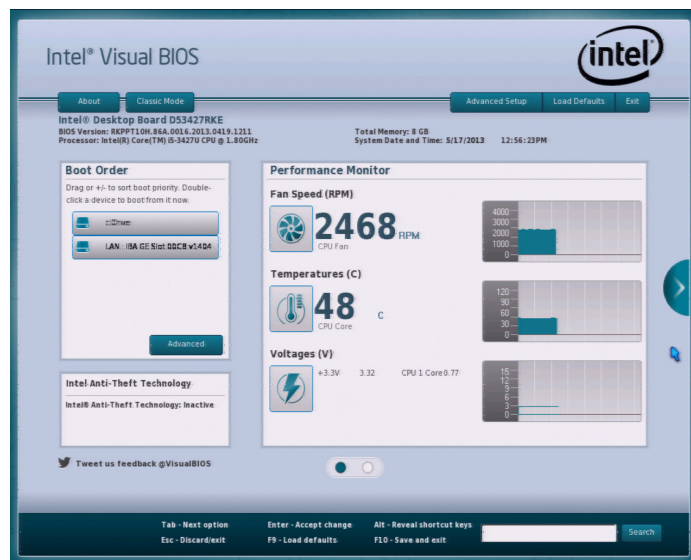 Intel® Visual BIOS
intel
About Classic Mode Advanced Setup Load Defaults Exit
Intel® Desktop Board D53427RKE
BIOS Version: RKPPT10H.86A.0016.2013.0419.1211
Processor: Intel(R) Core(TM) i5-3427U CPU @ 1.80GHz
Total Memory: 8 GB
System Date and Time: 5/17/2013 12:56:23PM
Boot Order
Drag or +/- to sort boot priority. Double-
click a device to boot from it now.
LAN : IBA GE Slot 00C8 v1404
Advanced
Intel Anti-Theft Technology
Intel® Anti-Theft Technology: Inactive
Performance Monitor
Fan Speed (RPM)
2468 RPM
CPU Fan
4000
3000
2000
1000
0
Temperatures (C)
48 C
CPU Core
120
90
60
30
0
Voltages (V)
+3.3V 3.32 CPU 1 Core 0.77
15
12
9
6
3
0
Tweet us feedback @VisualBIOS
Tab - Next option Enter - Accept change Alt - Reveal shortcut keys
Esc - Discard/exit F9 - Load defaults F10 - Save and exit
Search